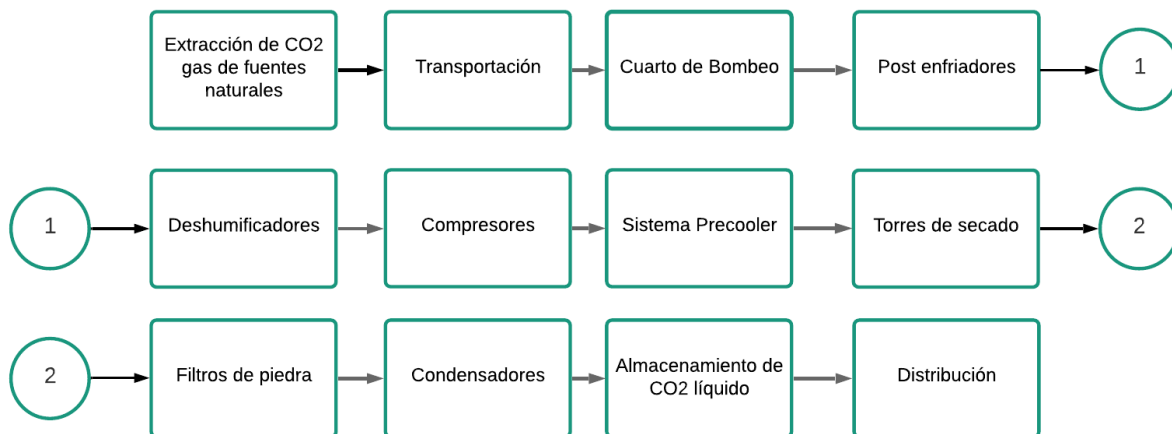 Extracción de CO2
gas de fuentes
naturales
Transportación
Cuarto de Bombeo
Post enfriadores
1
1
Deshumificadores
Compresores
Sistema Precooler
Torres de secado
2
2
Filtros de piedra
Condensadores
Almacenamiento de
CO2 líquido
Distribución